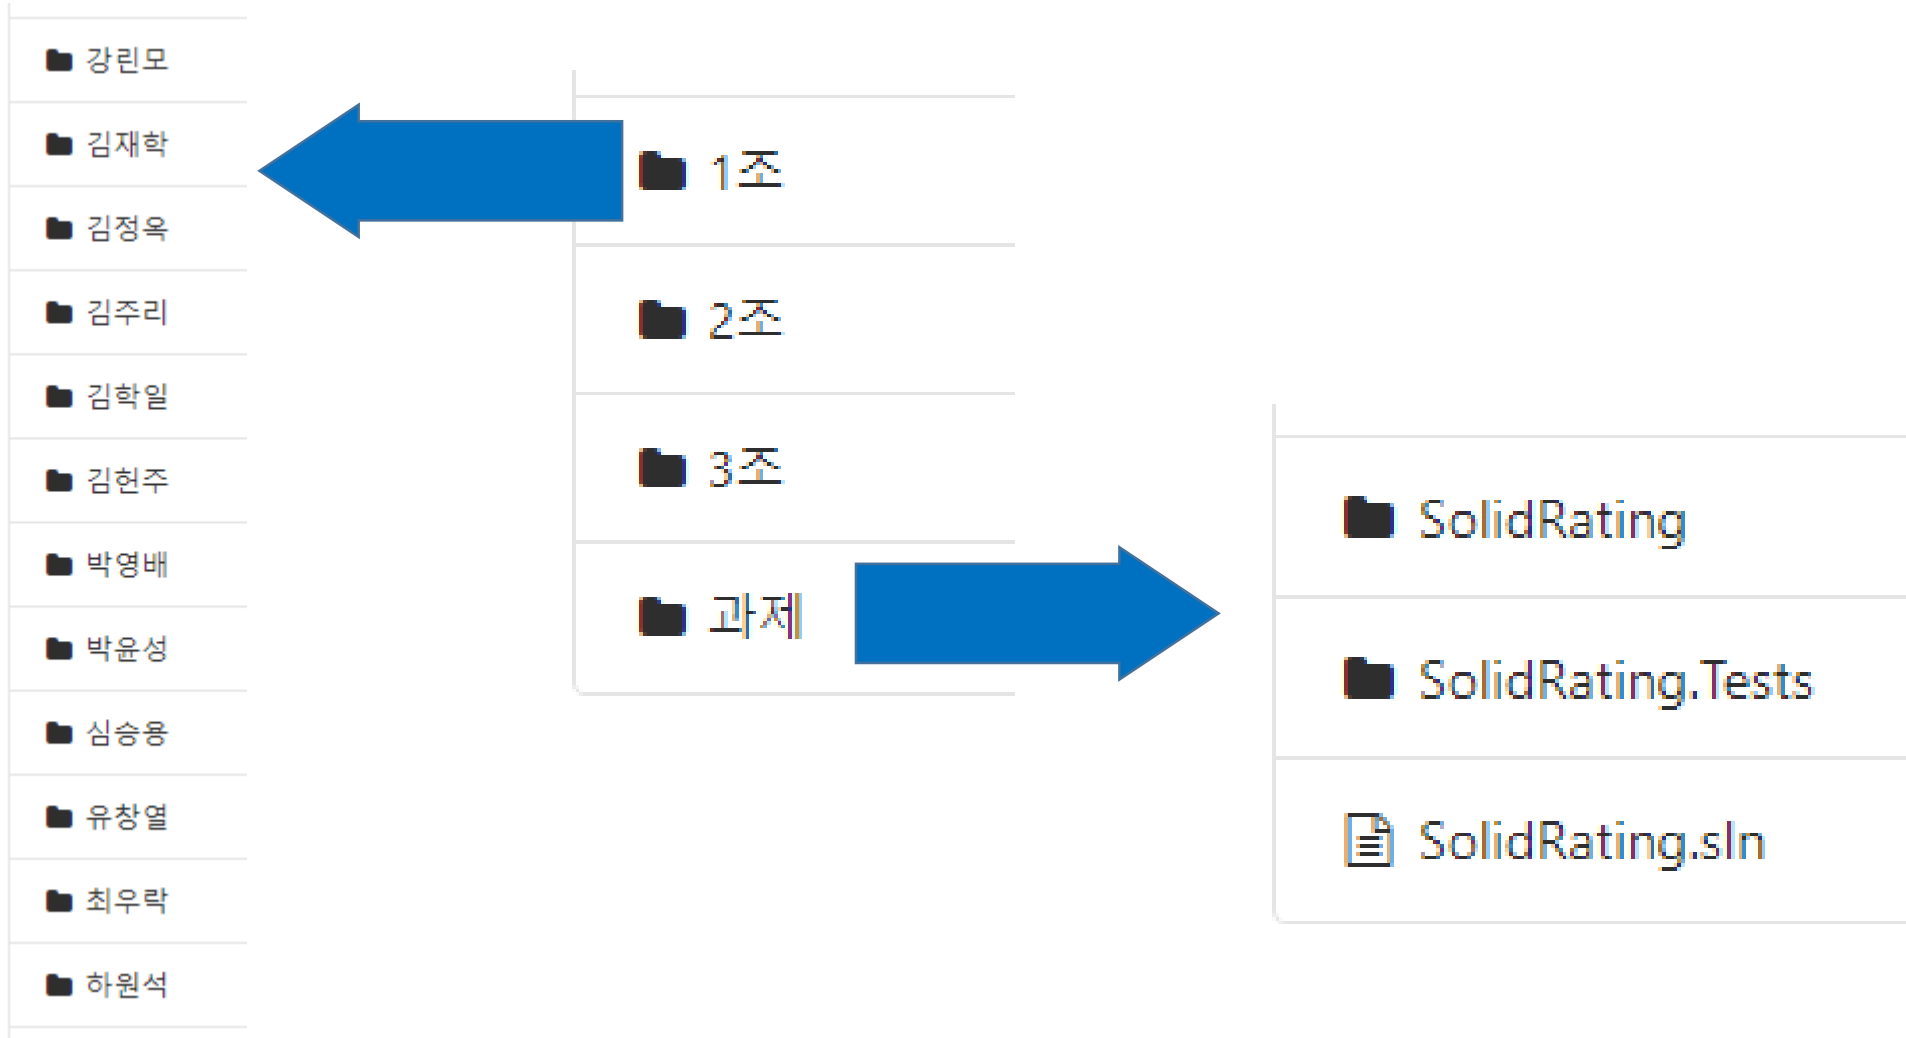 강린모
김재학
김정옥
김주리
김학일
김헌주
박영배
박윤성
심승용
유창열
최우락
하원석
1조
2조
3조
과제
SolidRating
SolidRating.Tests
SolidRating.sln